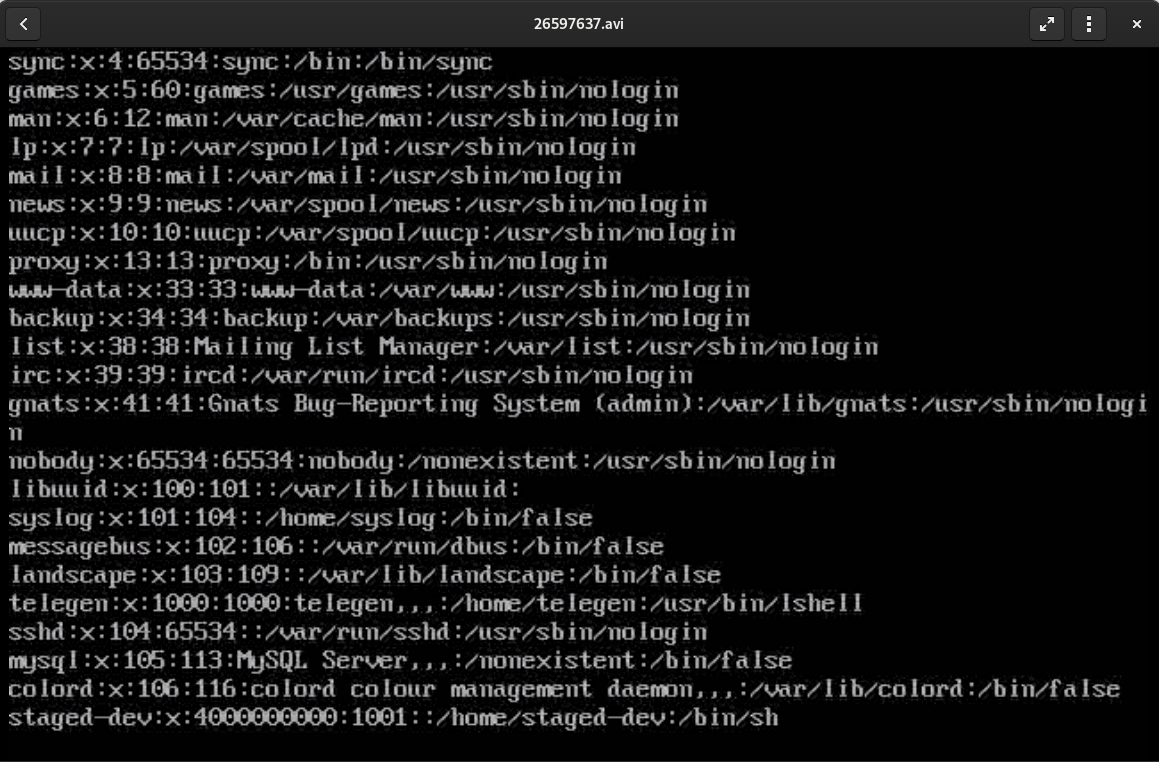 26597637.avi
sync:x:4:65534:sync:/bin:/bin/sync
games:x:5:60:games:/usr/games:/usr/sbin/nologin
man:x:6:12:man:/var/cache/man:/usr/sbin/nologin
lp:x:7:7:lp:/var/spool/lpd:/usr/sbin/nologin
mail:x:8:8:mail:/var/mail:/usr/sbin/nologin
news:x:9:9:news:/var/spool/news:/usr/sbin/nologin
uucp:x:10:10:uucp:/var/spool/uucp:/usr/sbin/nologin
proxy:x:13:13:proxy:/bin:/usr/sbin/nologin
www-data:x:33:33:www-data:/var/www:/usr/sbin/nologin
backup:x:34:34:backup:/var/backups:/usr/sbin/nologin
list:x:38:38:Mailing List Manager:/var/list:/usr/sbin/nologin
irc:x:39:39:ircd:/var/run/ircd:/usr/sbin/nologin
gnats:x:41:41:Gnats Bug-Reporting System (admin):/var/lib/gnats:/usr/sbin/nologi
n
nobody:x:65534:65534:nobody:/nonexistent:/usr/sbin/nologin
libuuid:x:100:101::/var/lib/libuuid:
syslog:x:101:104::/home/syslog:/bin/false
messagebus:x:102:106::/var/run/dbus:/bin/false
landscape:x:103:109::/var/lib/landscape:/bin/false
telegen:x:1000:1000:telegen,,,:/home/telegen:/usr/bin/lshell
sshd:x:104:65534::/var/run/sshd:/usr/sbin/nologin
mysql:x:105:113:MySQL Server,,,:/nonexistent:/bin/false
colord:x:106:116:colord colour management daemon,,,:/var/lib/colord:/bin/false
staged-dev:x:4000000000:1001::/home/staged-dev:/bin/sh